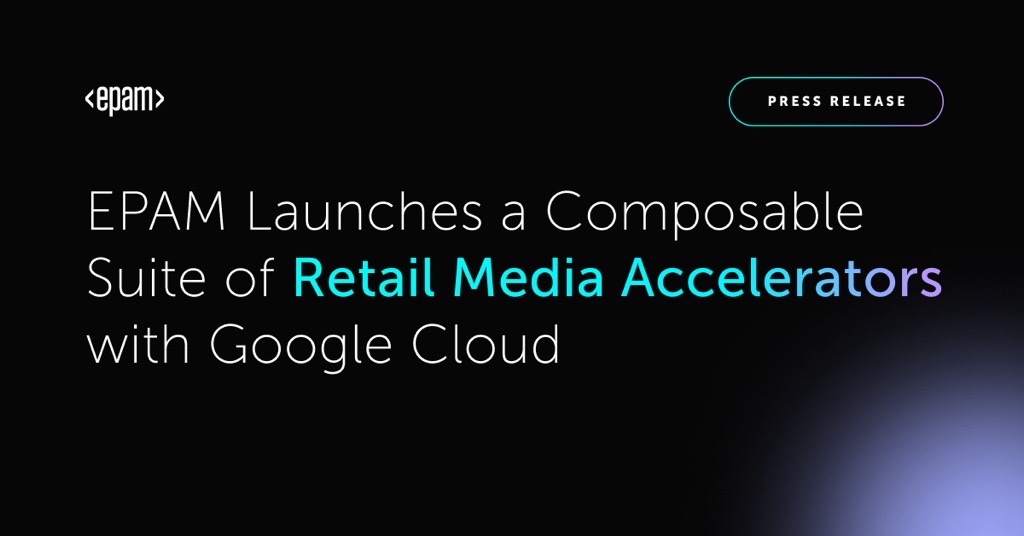 <epam>
PRESS RELEASE
EPAM Launches a Composable
Suite of Retail Media Accelerators
with Google Cloud